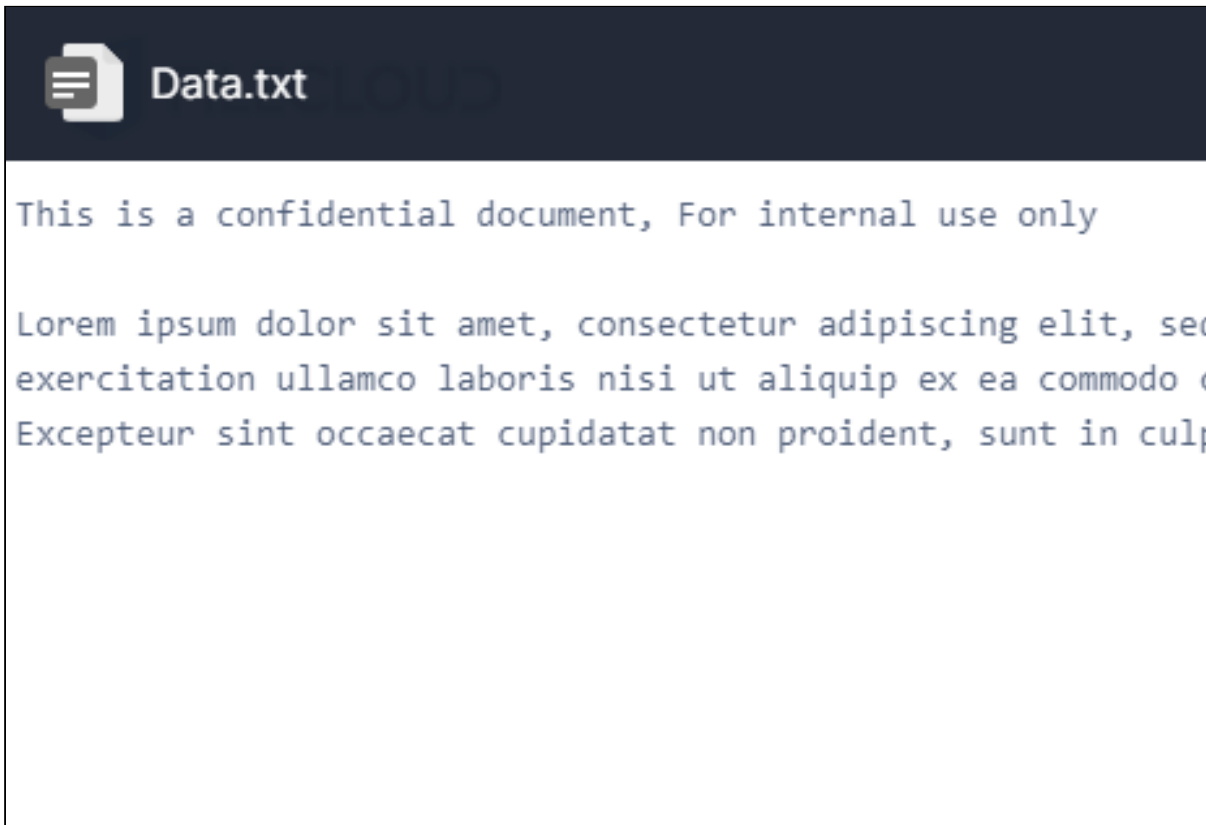 Data.txt
CLOUD
This is a confidential document, For internal use only
Lorem ipsum dolor sit amet, consectetur adipiscing elit,
exercitation ullamco laboris nisi ut aliquip ex ea commodo
Excepteur sint occaecat cupidatat non proident, sunt in